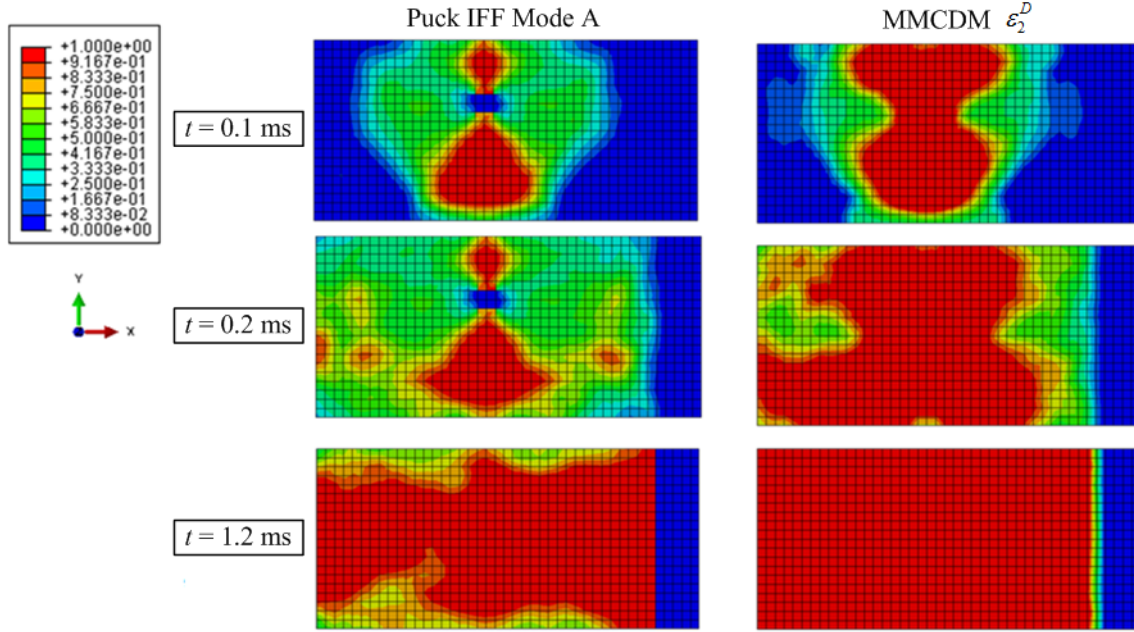 Puck IFF Mode A
MMCDM ε₂ᴰ
+1.000e+00
+9.167e-01
+8.333e-01
+7.500e-01
+6.667e-01
+5.833e-01
+5.000e-01
+4.167e-01
+3.333e-01
+2.500e-01
+1.667e-01
+8.333e-02
+0.000e+00
t = 0.1 ms
Y
X
t = 0.2 ms
t = 1.2 ms